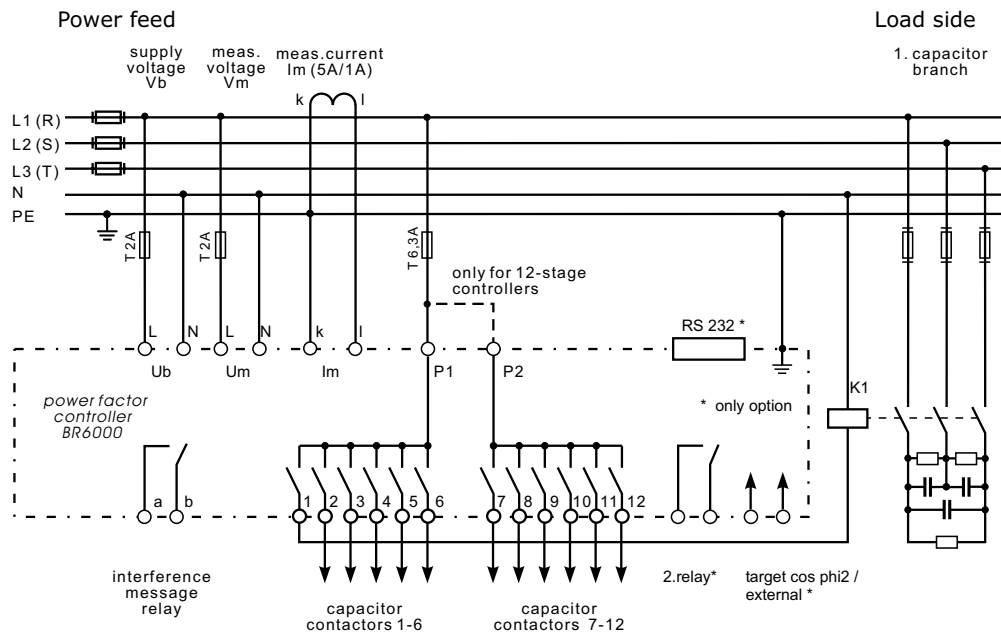 Power feed
Load side
supply
voltage
Vb
meas.
voltage
Vm
meas.current
Im (5A/1A)
1. capacitor
branch
k
l
L1 (R)
L2 (S)
L3 (T)
N
PE
T 2A
T 2A
T 6,3A
only for 12-stage
controllers
L
N
L
N
k
l
RS 232 *
Ub
Um
Im
P1
P2
K1
power factor
controller
BR6000
* only option
a
b
1
2
3
4
5
6
7
8
9
10
11
12
interference
message
relay
capacitor
contactors 1-6
capacitor
contactors 7-12
2.relay*
target cos phi2 /
external *